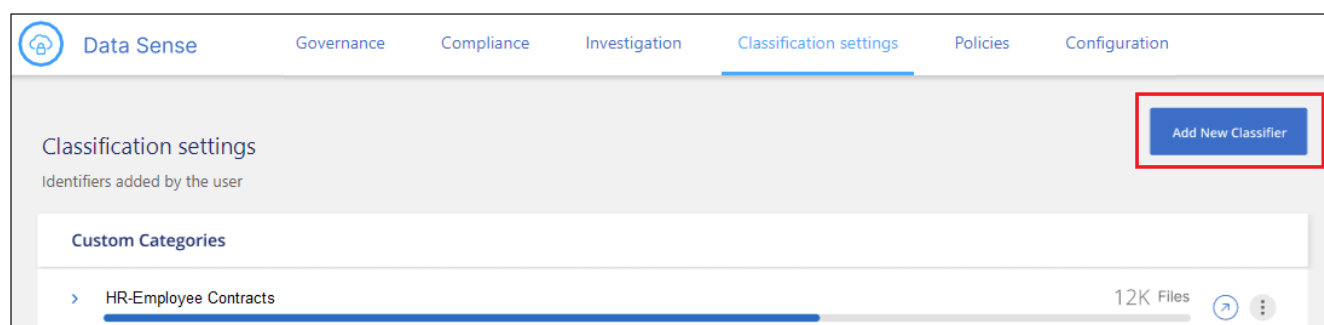 Data Sense Governance Compliance Investigation Classification settings Policies Configuration
Add New Classifier
Classification settings
Identifiers added by the user
Custom Categories
HR-Employee Contracts 12K Files